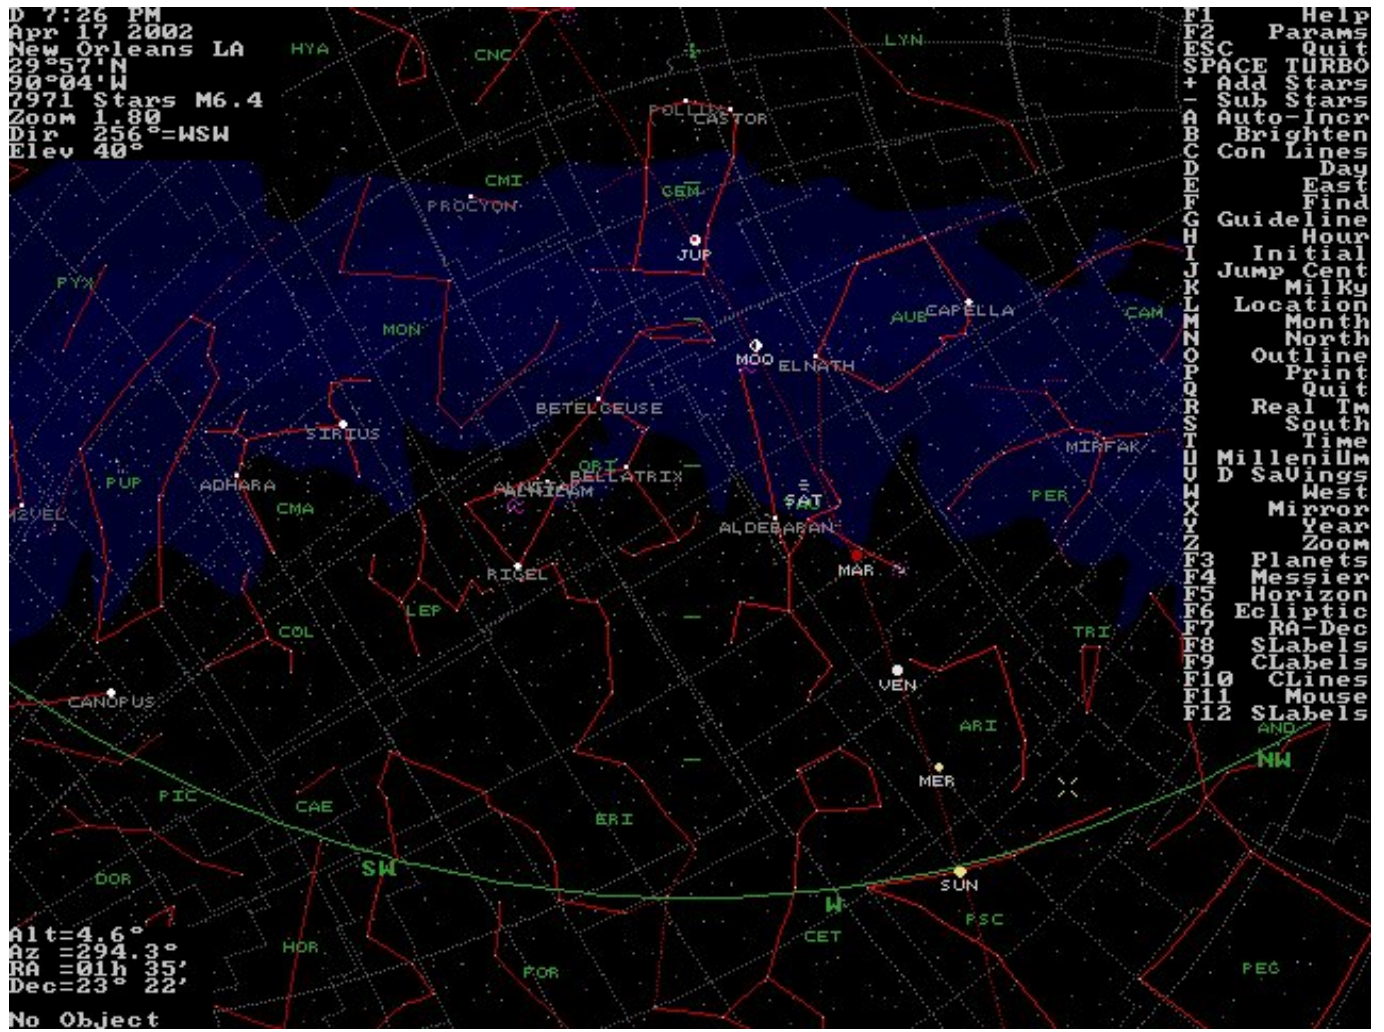 D 7:26 PM
Apr 17 2002
New Orleans LA
29°57'N
90°04'W
7971 Stars M6.4
Zoom 1.80
Dir 256°=WSW
Elev 40°
F1 Help
F2 Params
ESC Quit
SPACE TURBO
+ Add Stars
- Sub Stars
A Auto-Incr
B Brighten
C Con Lines
D Day
E East
F Find
G Guideline
H Hour
I Initial
J Jump Cent
K MilKy
L Location
M Month
N North
O Outline
P Print
Q Quit
R Real Tm
S South
T Time
U MilleniUm
V D SaVings
W West
X Mirror
Y Year
Z Zoom
F3 Planets
F4 Messier
F5 Horizon
F6 Ecliptic
F7 RA-Dec
F8 SLabels
F9 CLabels
F10 CLines
F11 Mouse
F12 SLabels
HYA
CNC
LYN
POLLUX
CASTOR
CMI
GEM
PROCYON
JUP
PYX
MON
AUR
CAPELLA
CAM
MOO
ELNATH
BETELGEUSE
SIRIUS
MIRFAK
ORI
BELLATRIX
PUP
ADHARA
ALNITAK
ALNILAM
CMA
SAT
TAU
PER
ALDEBARAN
MAR
RIGEL
LEP
COL
TRI
VEN
CANOPUS
ARI
AND
NW
MER
PIC
CAE
ERI
SW
DOR
SUN
W
PSC
CET
HOR
FOR
PEG
Alt=4.6°
Az =294.3°
RA =01h 35'
Dec=23° 22'
No Object